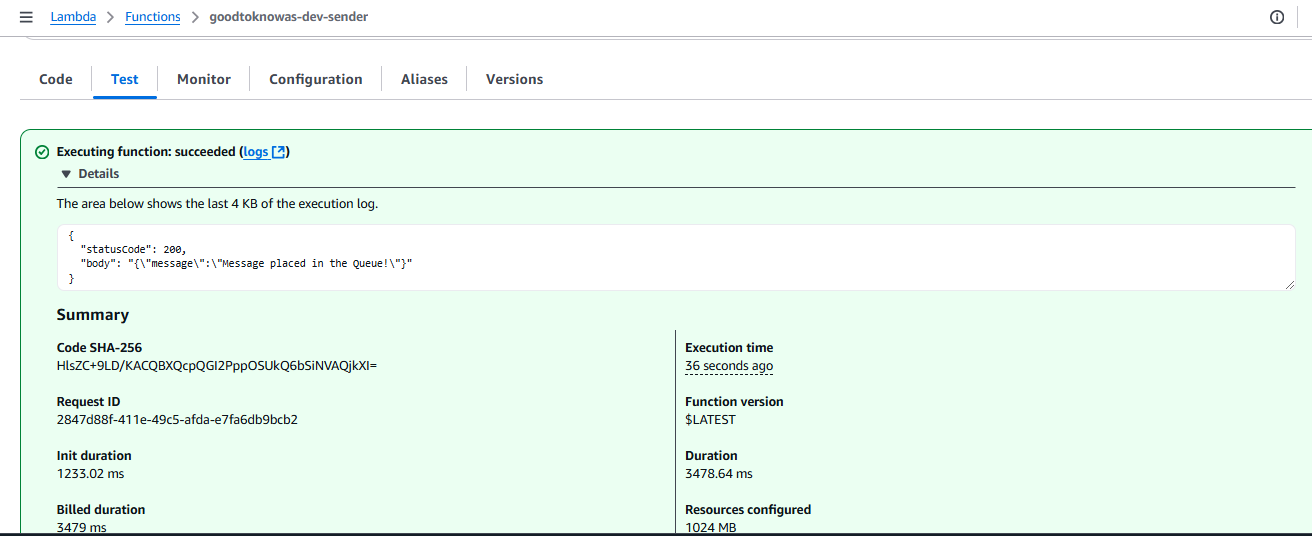 Lambda > Functions > goodtoknowas-dev-sender
Code Test Monitor Configuration Aliases Versions
Executing function: succeeded (logs)
Details
The area below shows the last 4 KB of the execution log.
{
"statusCode": 200,
"body": "{\"message\":\"Message placed in the Queue!\"}"
}
Summary
Code SHA-256
HlsZC+9LD/KACQBXQcpQGI2PppOSUkQ6bSiNVAQjkXI=
Execution time
36 seconds ago
Request ID
2847d88f-411e-49c5-afda-e7fa6db9bcb2
Function version
$LATEST
Init duration
1233.02 ms
Duration
3478.64 ms
Billed duration
3479 ms
Resources configured
1024 MB